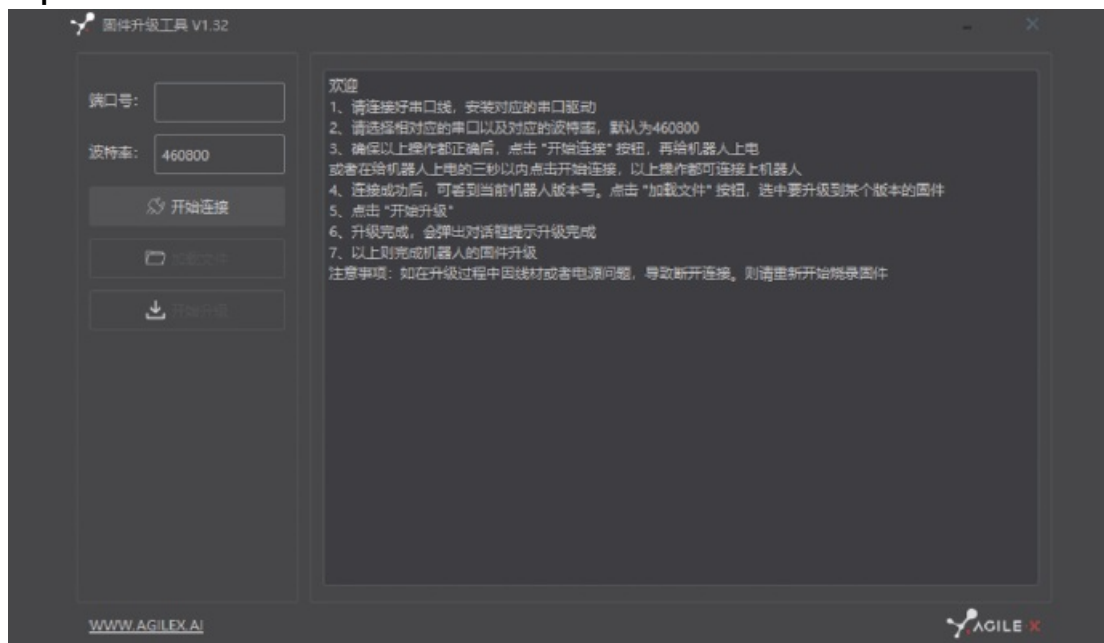 固件升级工具 V1.32
端口号：
波特率： 460800
开始连接
加载文件
开始升级
欢迎
1、请连接好串口线，安装对应的串口驱动
2、请选择相对应的串口以及对应的波特率，默认为460800
3、确保以上操作都正确后，点击 "开始连接" 按钮，再给机器人上电
或者在给机器人上电的三秒以内点击开始连接，以上操作都可连接上机器人
4、连接成功后，可看到当前机器人版本号。点击 "加载文件" 按钮，选中要升级到某个版本的固件
5、点击 "开始升级"
6、升级完成，会弹出对话框提示升级完成
7、以上则完成机器人的固件升级
注意事项：如在升级过程中因线材或者电源问题，导致断开连接。则请重新开始烧录固件
WWW.AGILEX.AI
AGILE X